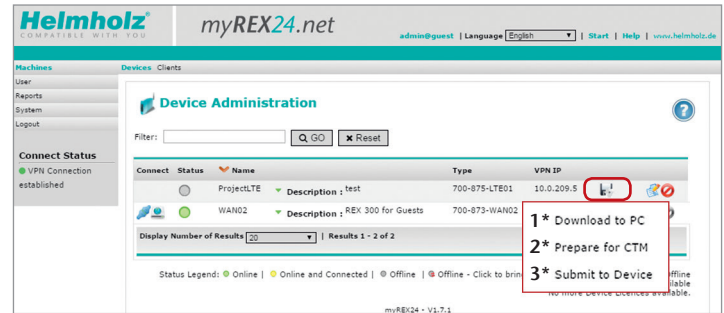 Helmholz®
COMPATIBLE WITH YOU
myREX24.net
admin@guest | Language English | Start | Help | www.helmholz.de
Machines
Devices Clients
User
Reports
System
Logout
Device Administration
Filter: GO Reset
Connect Status
VPN Connection
established
Connect Status Name Type VPN IP
ProjectLTE Description : test 700-875-LTE01 10.0.209.5
WAN02 Description : REX 300 for Guests 700-873-WAN02
Display Number of Results 20 | Results 1 - 2 of 2
1* Download to PC
2* Prepare for CTM
3* Submit to Device
Status Legend: Online | Online and Connected | Offline | Offline - Click to
No more Device Licences available.
myREX24 - V1.7.1